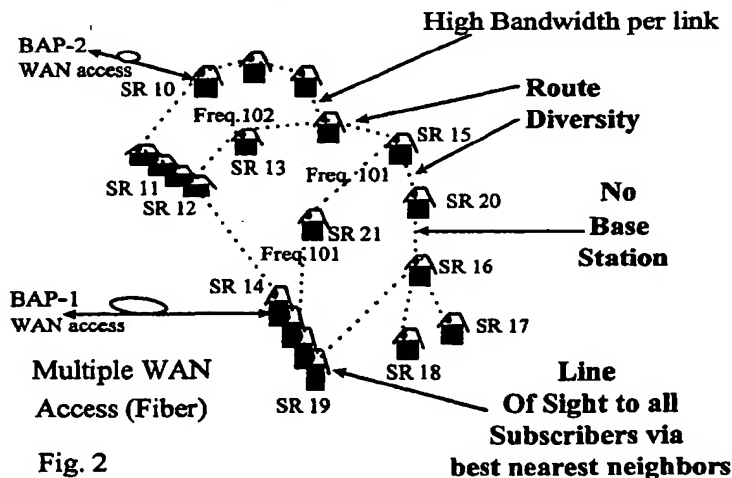 High Bandwidth per link
BAP-2
WAN access
SR 10
Route
Diversity
Freq.102
SR 13
SR 15
SR 11
SR 12
Freq. 101
SR 20
No
Base
Station
SR 21
Freq.101
SR 16
SR 14
BAP-1
WAN access
SR 17
SR 18
Multiple WAN
Access (Fiber)
SR 19
Line
Of Sight to all
Subscribers via
best nearest neighbors
Fig. 2